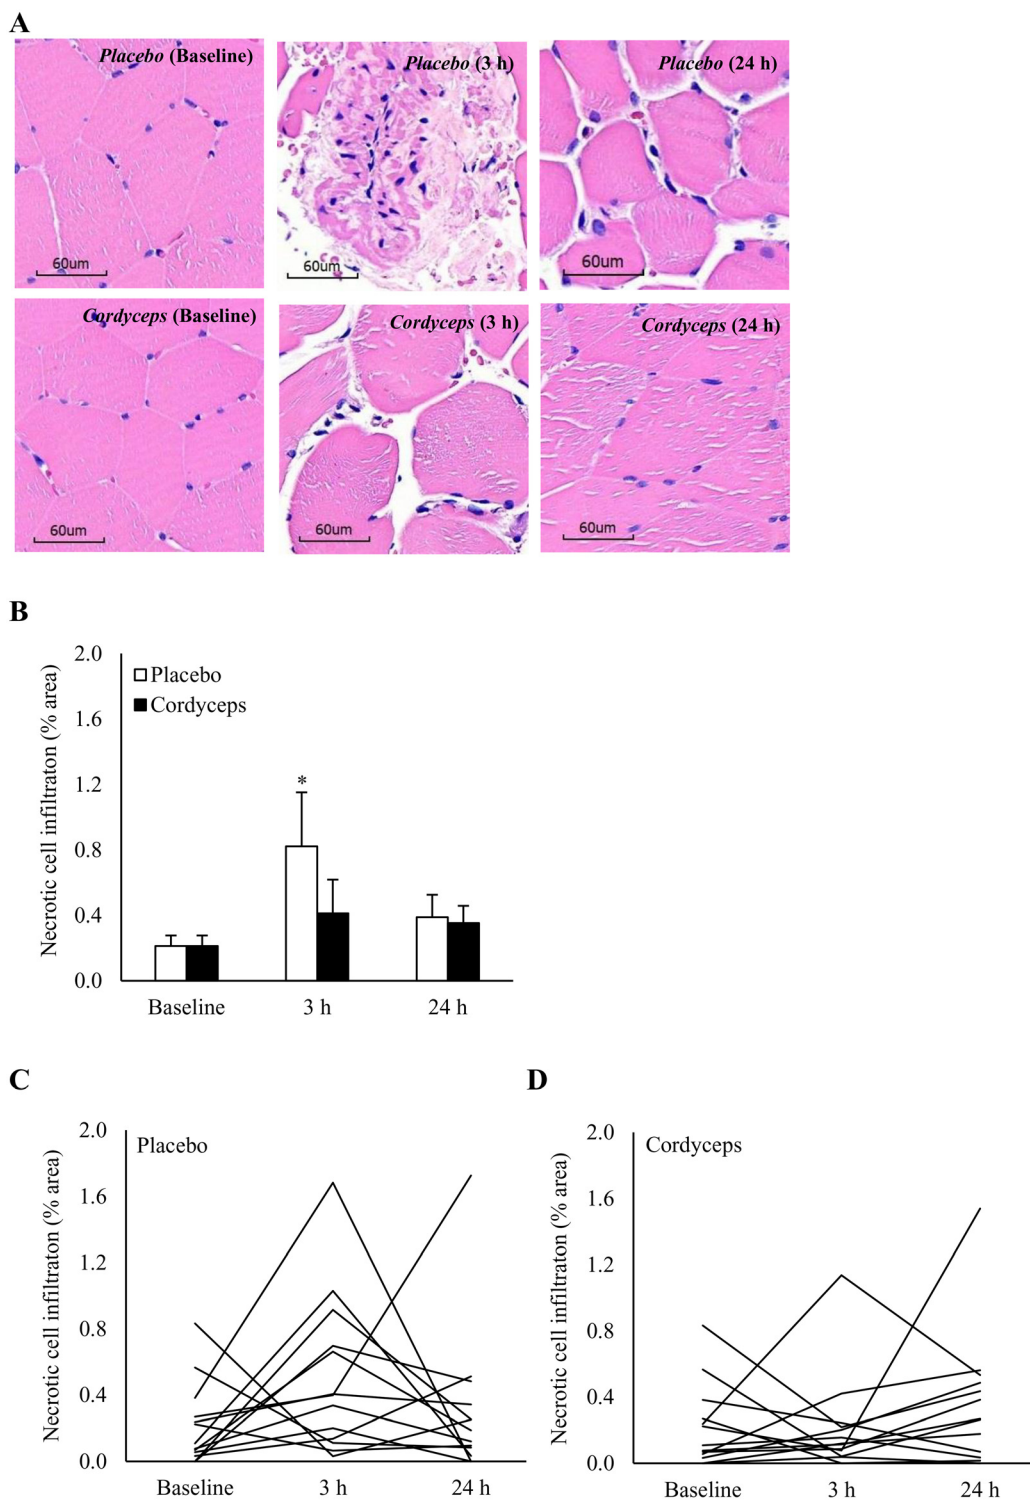 A
Placebo (Baseline)
Placebo (3 h)
Placebo (24 h)
60um
60um
60um
Cordyceps (Baseline)
Cordyceps (3 h)
Cordyceps (24 h)
60um
60um
60um
B
Necrotic cell infiltraton (% area)
2.0
1.6
1.2
0.8
0.4
0.0
Placebo
Cordyceps
*
Baseline
3 h
24 h
C
Necrotic cell infiltraton (% area)
2.0
1.6
1.2
0.8
0.4
0.0
Placebo
Baseline
3 h
24 h
D
Necrotic cell infiltraton (% area)
2.0
1.6
1.2
0.8
0.4
0.0
Cordyceps
Baseline
3 h
24 h